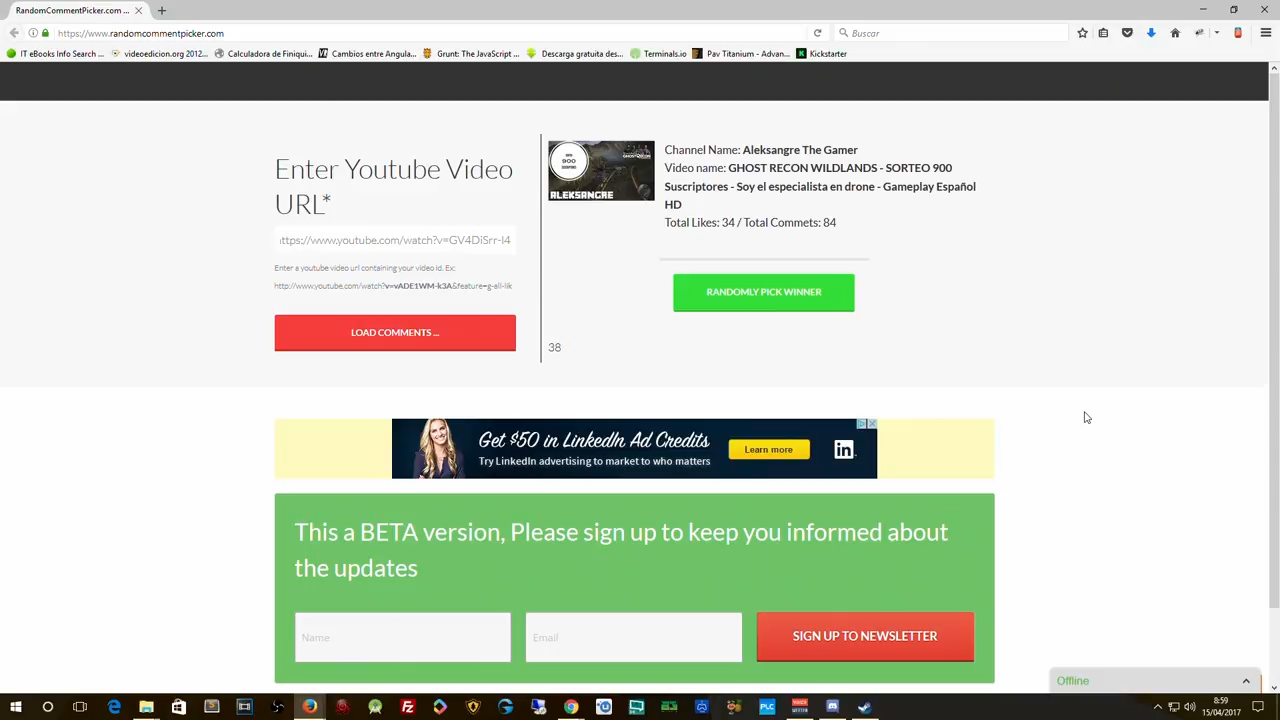 RandomCommentPicker.com ...
https://www.randomcommentpicker.com
Buscar
IT eBooks Info Search ...
videoedicion.org 2012...
Calculadora de Finiqui...
Cambios entre Angula...
Grunt: The JavaScript ...
Descarga gratuita des...
Terminals.io
Pav Titanium - Advan...
Kickstarter
Enter Youtube Video
URL*
ttps://www.youtube.com/watch?v=GV4DiSrr-I4
Enter a youtube video url containing your video id. Ex:
http://www.youtube.com/watch?v=vADE1WM-k3A&feature=g-all-lik
LOAD COMMENTS ...
900
ALEKSANGRE
Channel Name: Aleksangre The Gamer
Video name: GHOST RECON WILDLANDS - SORTEO 900
Suscriptores - Soy el especialista en drone - Gameplay Español
HD
Total Likes: 34 / Total Commets: 84
RANDOMLY PICK WINNER
38
Get $50 in LinkedIn Ad Credits
Try LinkedIn advertising to market to who matters
Learn more
in
This a BETA version, Please sign up to keep you informed about
the updates
Name
Email
SIGN UP TO NEWSLETTER
Offline
8:59
15/04/2017